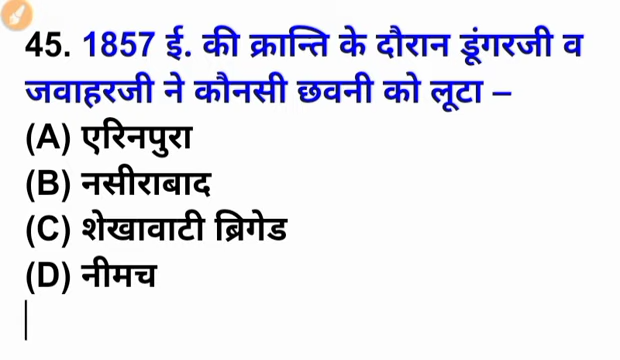 45. 1857 ई. की क्रान्ति के दौरान डूंगरजी व
जवाहरजी ने कौनसी छवनी को लूटा –
(A) एरिनपुरा
(B) नसीराबाद
(C) शेखावाटी ब्रिगेड
(D) नीमच